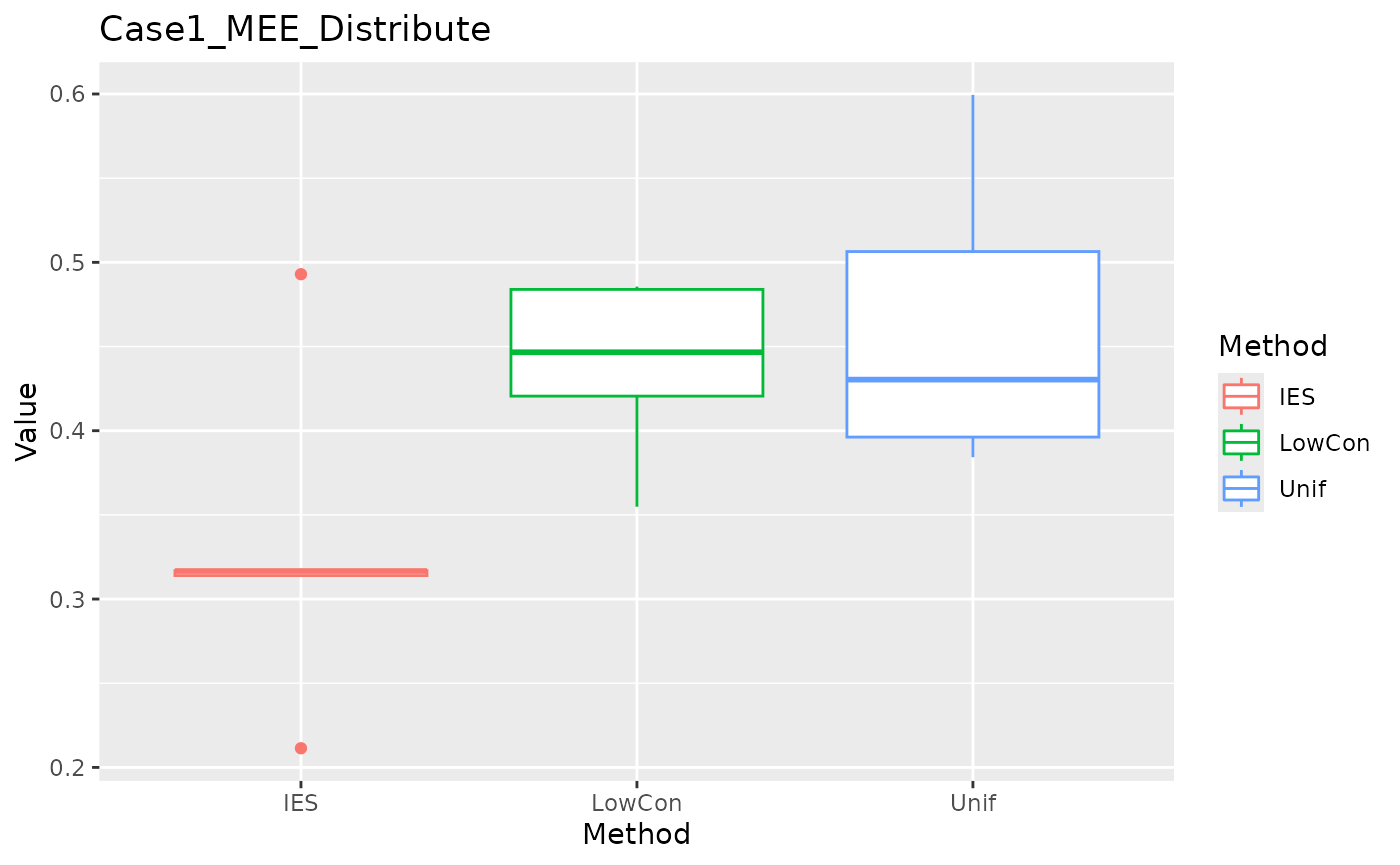 Case1_MEE_Distribute
0.6
0.5
0.4
0.3
0.2
Value
IES
LowCon
Unif
Method
Method
IES
LowCon
Unif